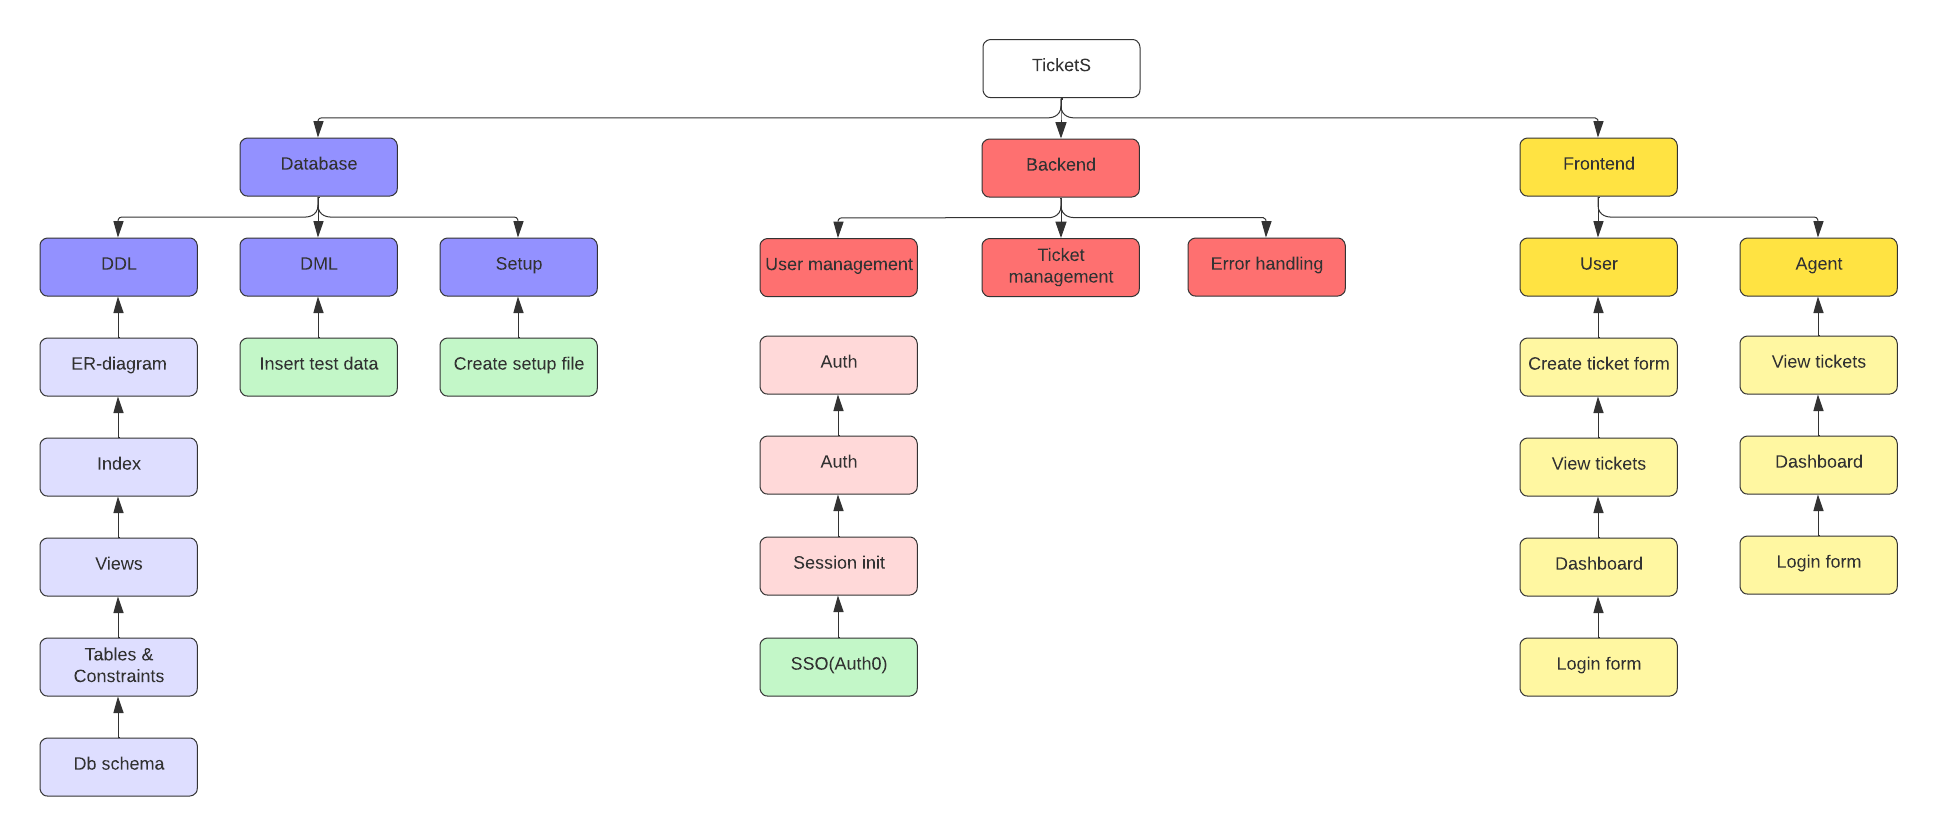 TicketS
Database
Backend
Frontend
DDL
DML
Setup
User management
Ticket
management
Error handling
User
Agent
ER-diagram
Insert test data
Create setup file
Auth
Create ticket form
View tickets
Index
Auth
View tickets
Dashboard
Views
Session init
Dashboard
Login form
Tables &
Constraints
SSO(Auth0)
Login form
Db schema